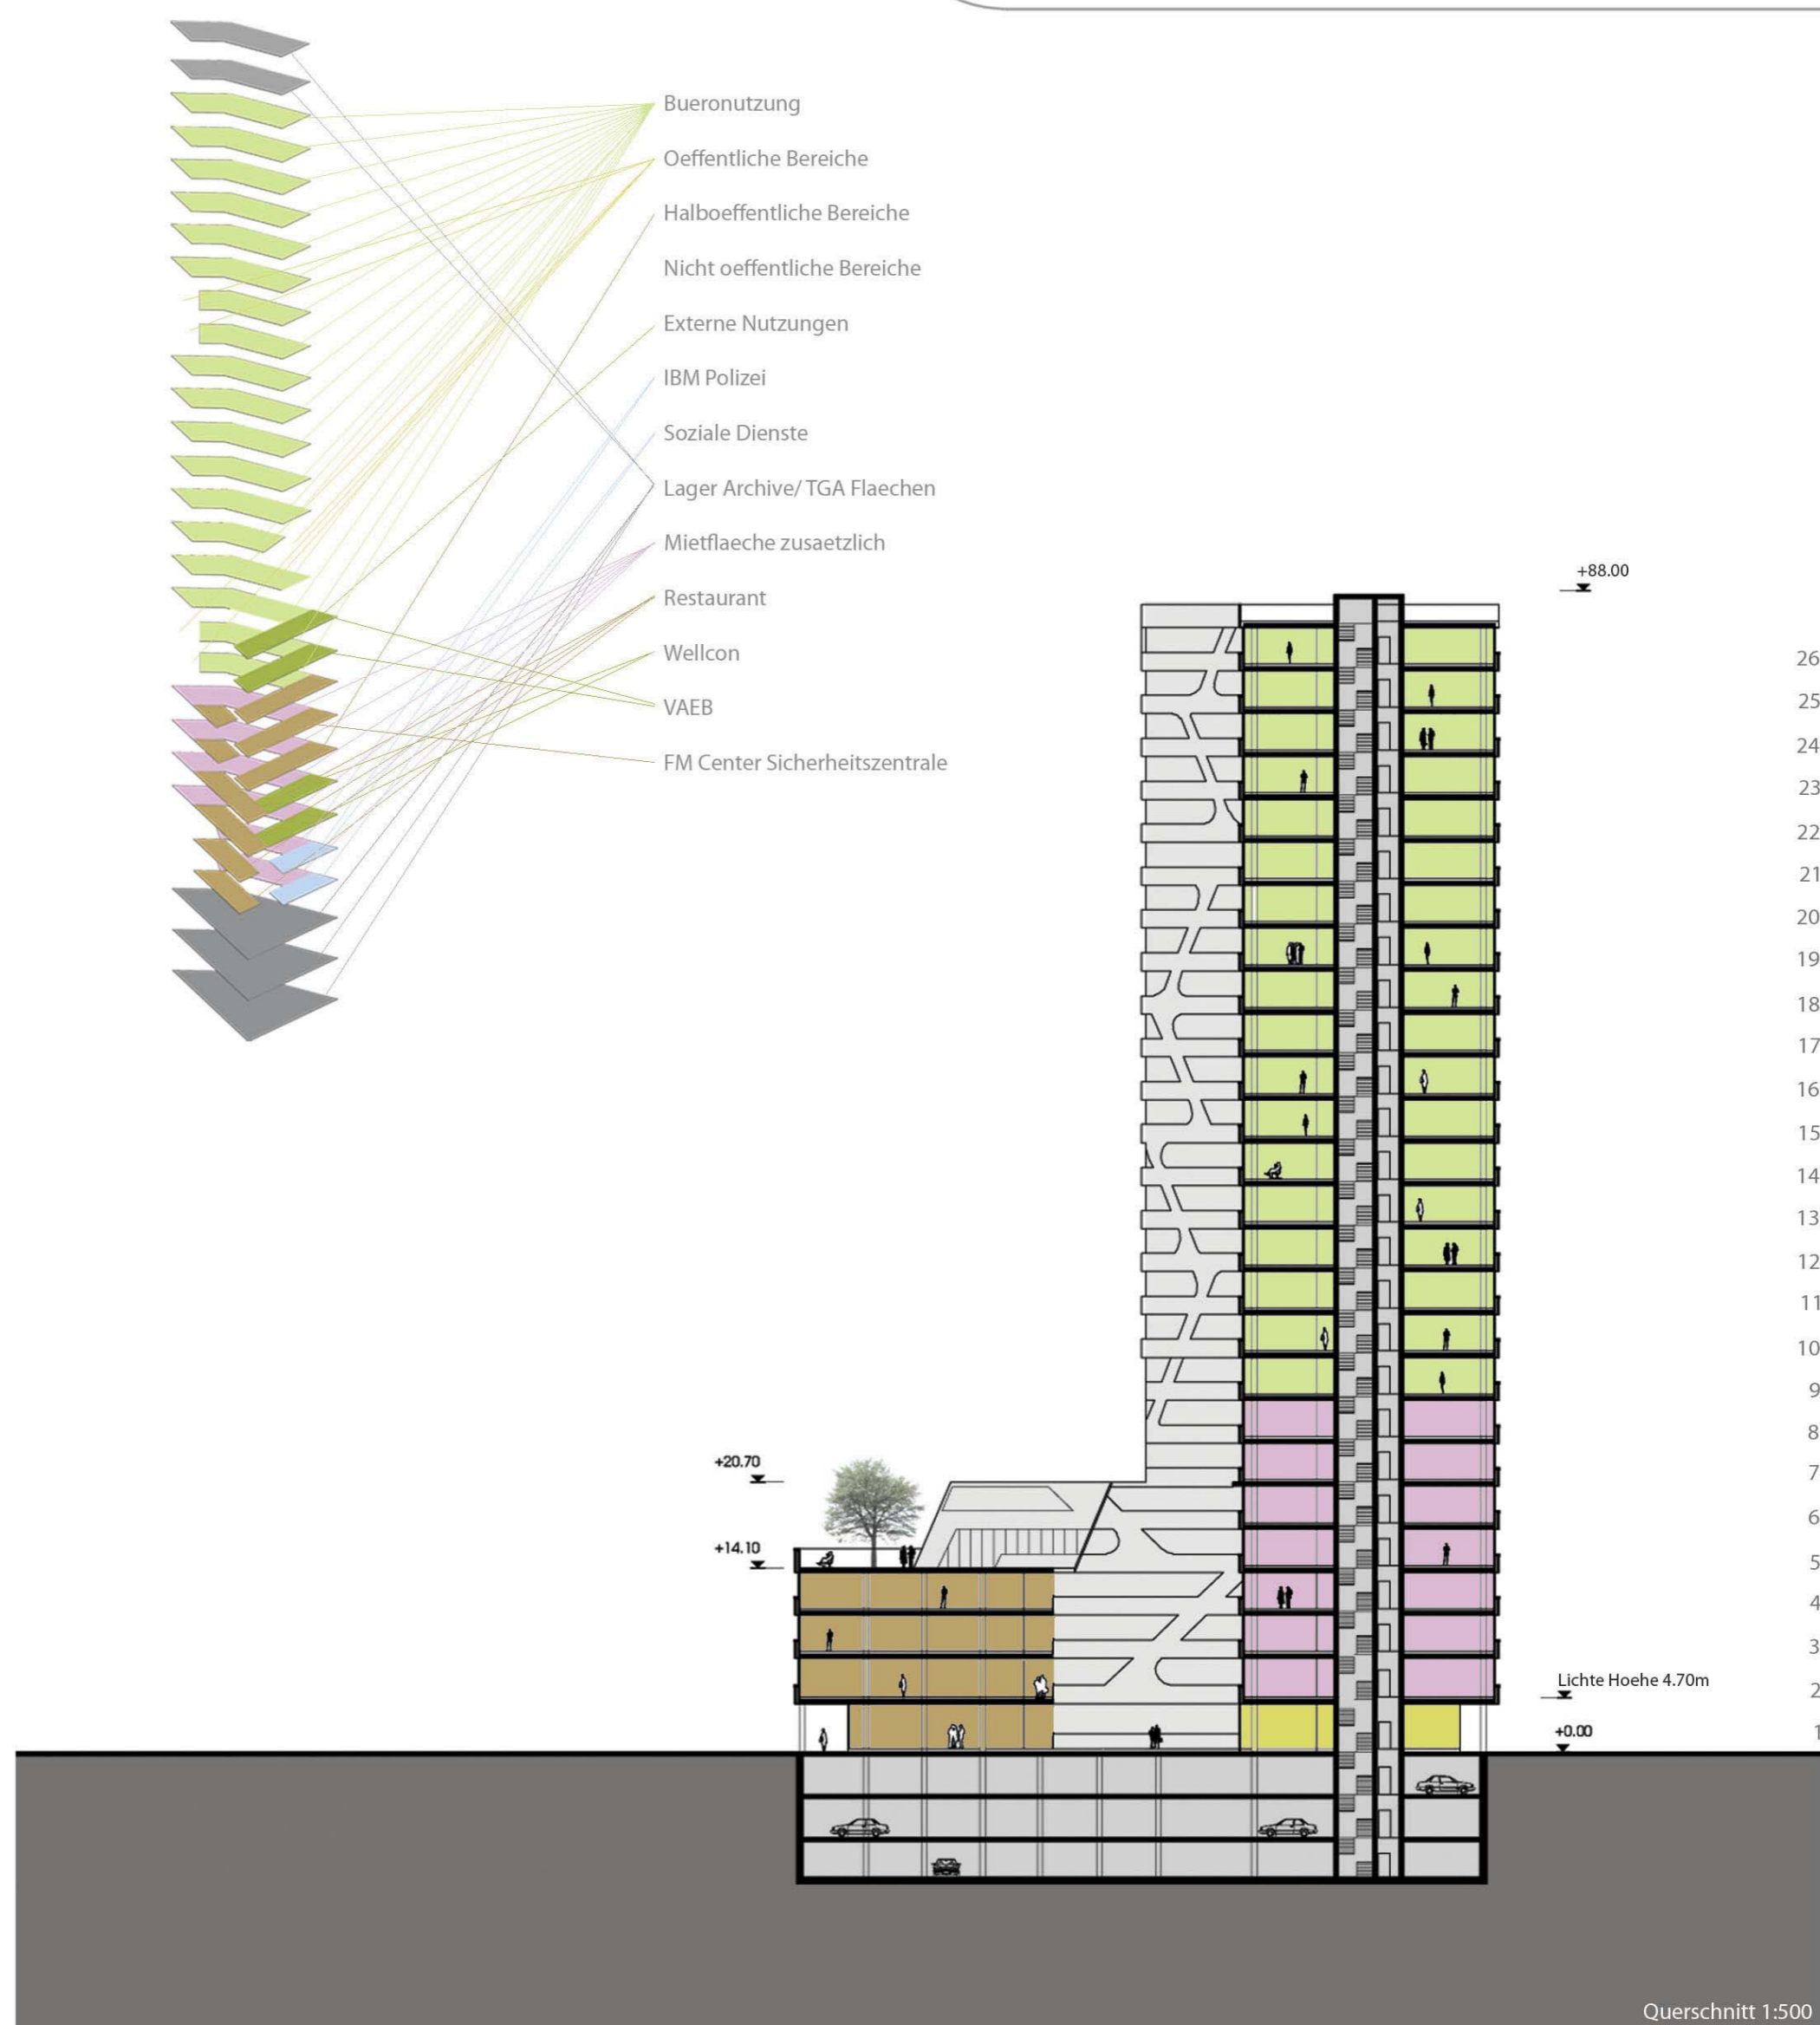 Bueronutzung
Oeffentliche Bereiche
Halboeffentliche Bereiche
Nicht oeffentliche Bereiche
Externe Nutzungen
IBM Polizei
Soziale Dienste
Lager Archive/ TGA Flaechen
Mietflaeche zusaetzlich
Restaurant
Wellcon
VAEB
FM Center Sicherheitszentrale
+88.00
26
25
24
23
22
21
20
19
18
17
16
15
14
13
12
11
10
9
8
+20.70
7
6
+14.10
5
4
3
Lichte Hoehe 4.70m
2
+0.00
1
Querschnitt 1:500